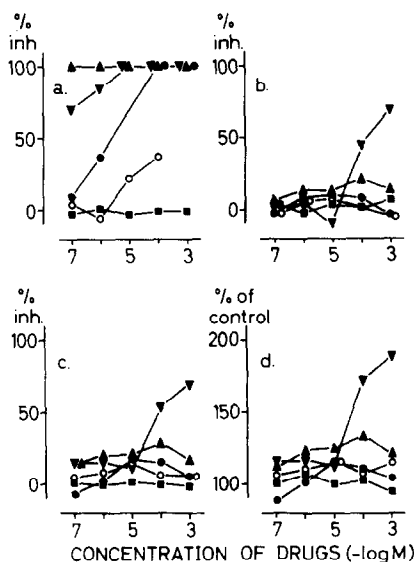 %
inh.
100
a.
50
0
7
5
3
%
inh.
100
b.
50
0
7
5
3
%
inh.
100
c.
50
0
7
5
3
% of
control
200
d.
150
100
7
5
3
CONCENTRATION OF DRUGS (-log M)